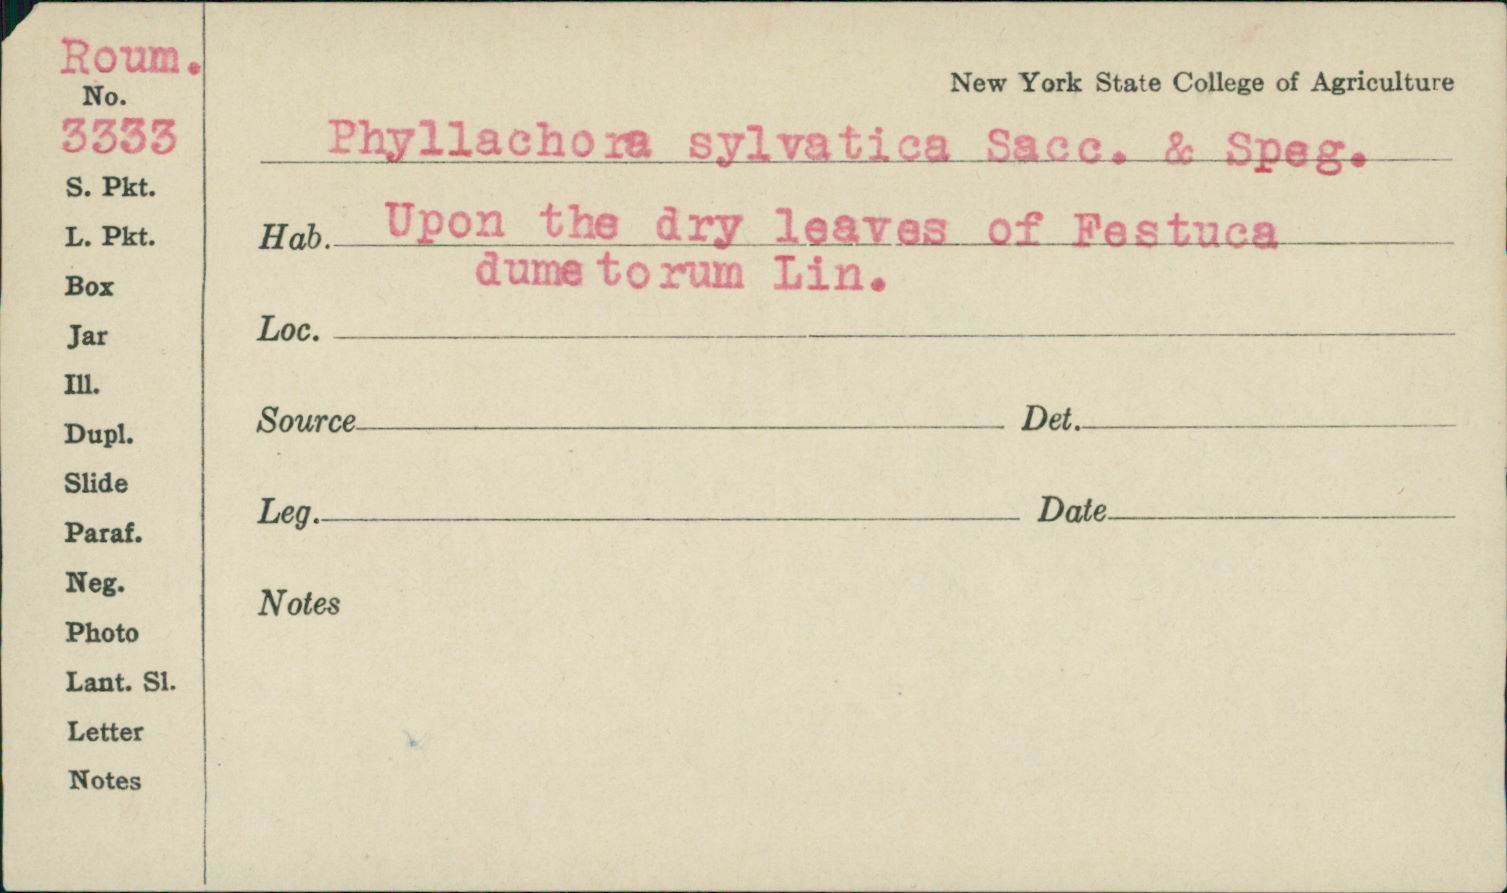 Roum.
No.
3333
S. Pkt.
L. Pkt.
Box
Jar
Ill.
Dupl.
Slide
Paraf.
Neg.
Photo
Lant. Sl.
Letter
Notes
New York State College of Agriculture
Phyllachora sylvatica Sacc. & Speg.
Hab. Upon the dry leaves of Festuca
dumetorum Lin.
Loc.
Source Det.
Leg. Date
Notes